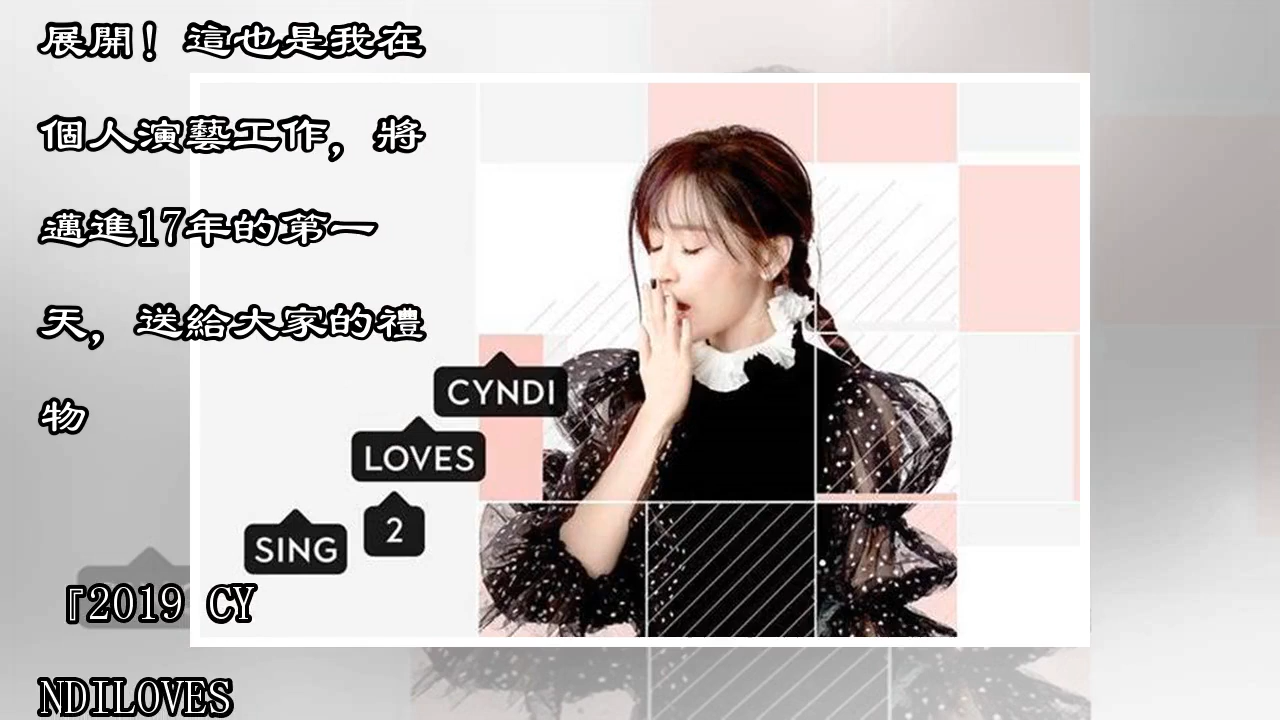 展開！這也是我在
個人演藝工作，將
邁進17年的第一
天，送給大家的禮
物
『2019 CY
NDILOVES
CYNDI
LOVES
2
SING